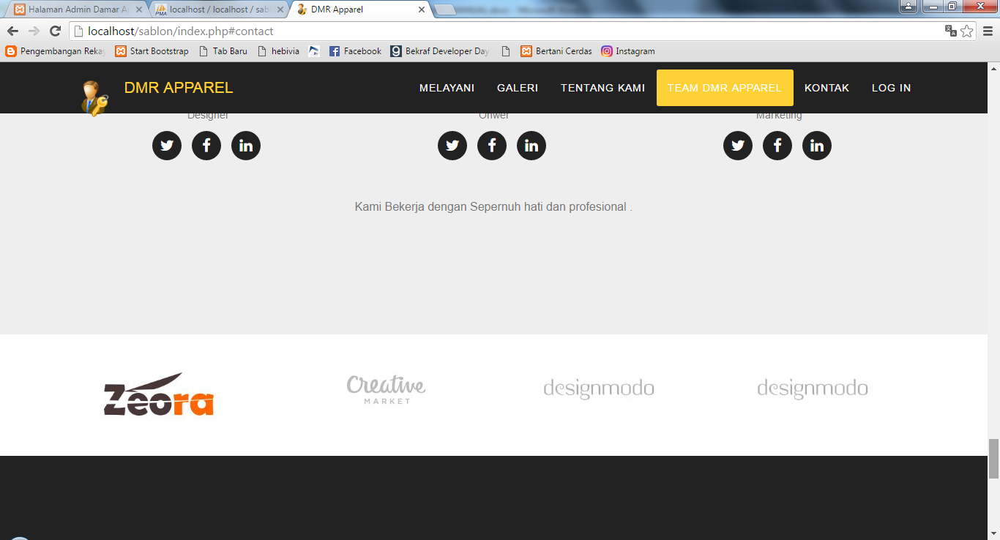 Halaman Admin Damar A
localhost / localhost / sabl
DMR Apparel
localhost/sablon/index.php#contact
Pengembangan Reka
Start Bootstrap
Tab Baru
hebivia
Facebook
Bekraf Developer Day
Bertani Cerdas
Instagram
DMR APPAREL
MELAYANI
GALERI
TENTANG KAMI
TEAM DMR APPAREL
KONTAK
LOG IN
Designer
Onwer
Marketing
Kami Bekerja dengan Sepernuh hati dan profesional .
Zeora
Creative
MARKET
designmodo
designmodo